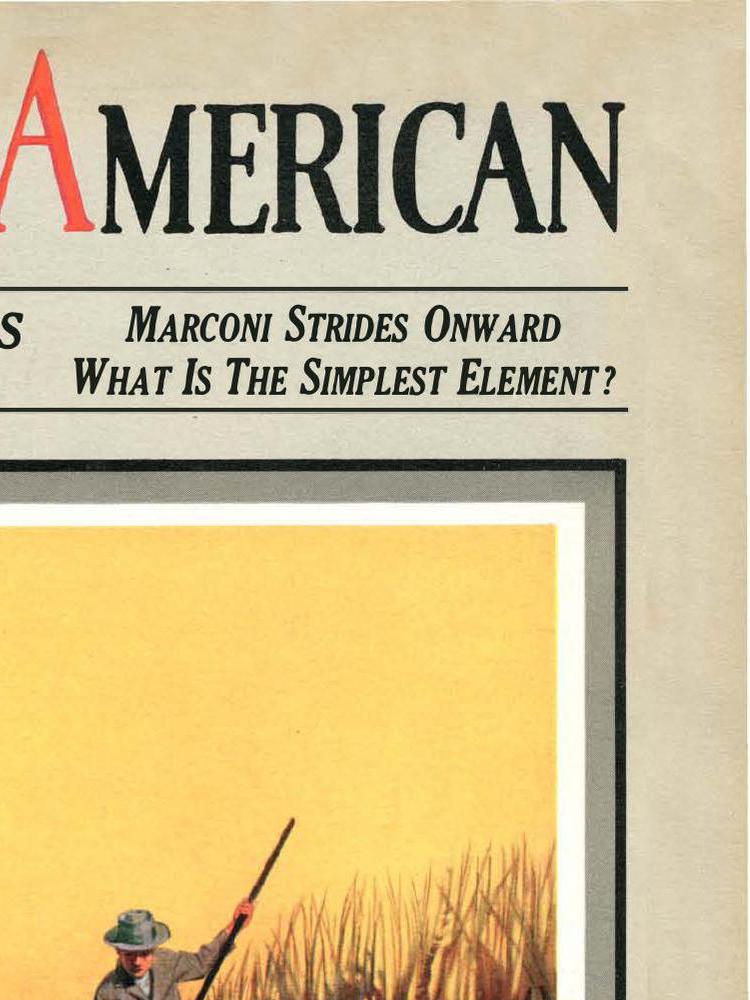 AMERICAN
S
MARCONI STRIDES ONWARD
WHAT IS THE SIMPLEST ELEMENT?